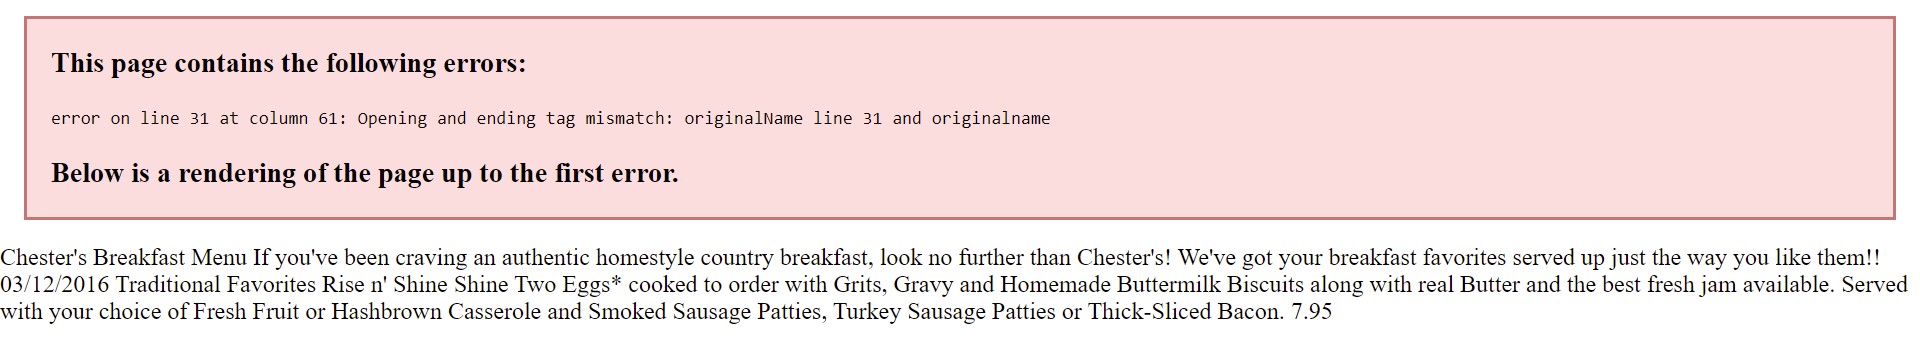 This page contains the following errors:
error on line 31 at column 61: Opening and ending tag mismatch: originalName line 31 and originalname
Below is a rendering of the page up to the first error.
Chester's Breakfast Menu If you've been craving an authentic homestyle country breakfast, look no further than Chester's! We've got your breakfast favorites served up just the way you like them!!
03/12/2016 Traditional Favorites Rise n' Shine Shine Two Eggs* cooked to order with Grits, Gravy and Homemade Buttermilk Biscuits along with real Butter and the best fresh jam available. Served
with your choice of Fresh Fruit or Hashbrown Casserole and Smoked Sausage Patties, Turkey Sausage Patties or Thick-Sliced Bacon. 7.95